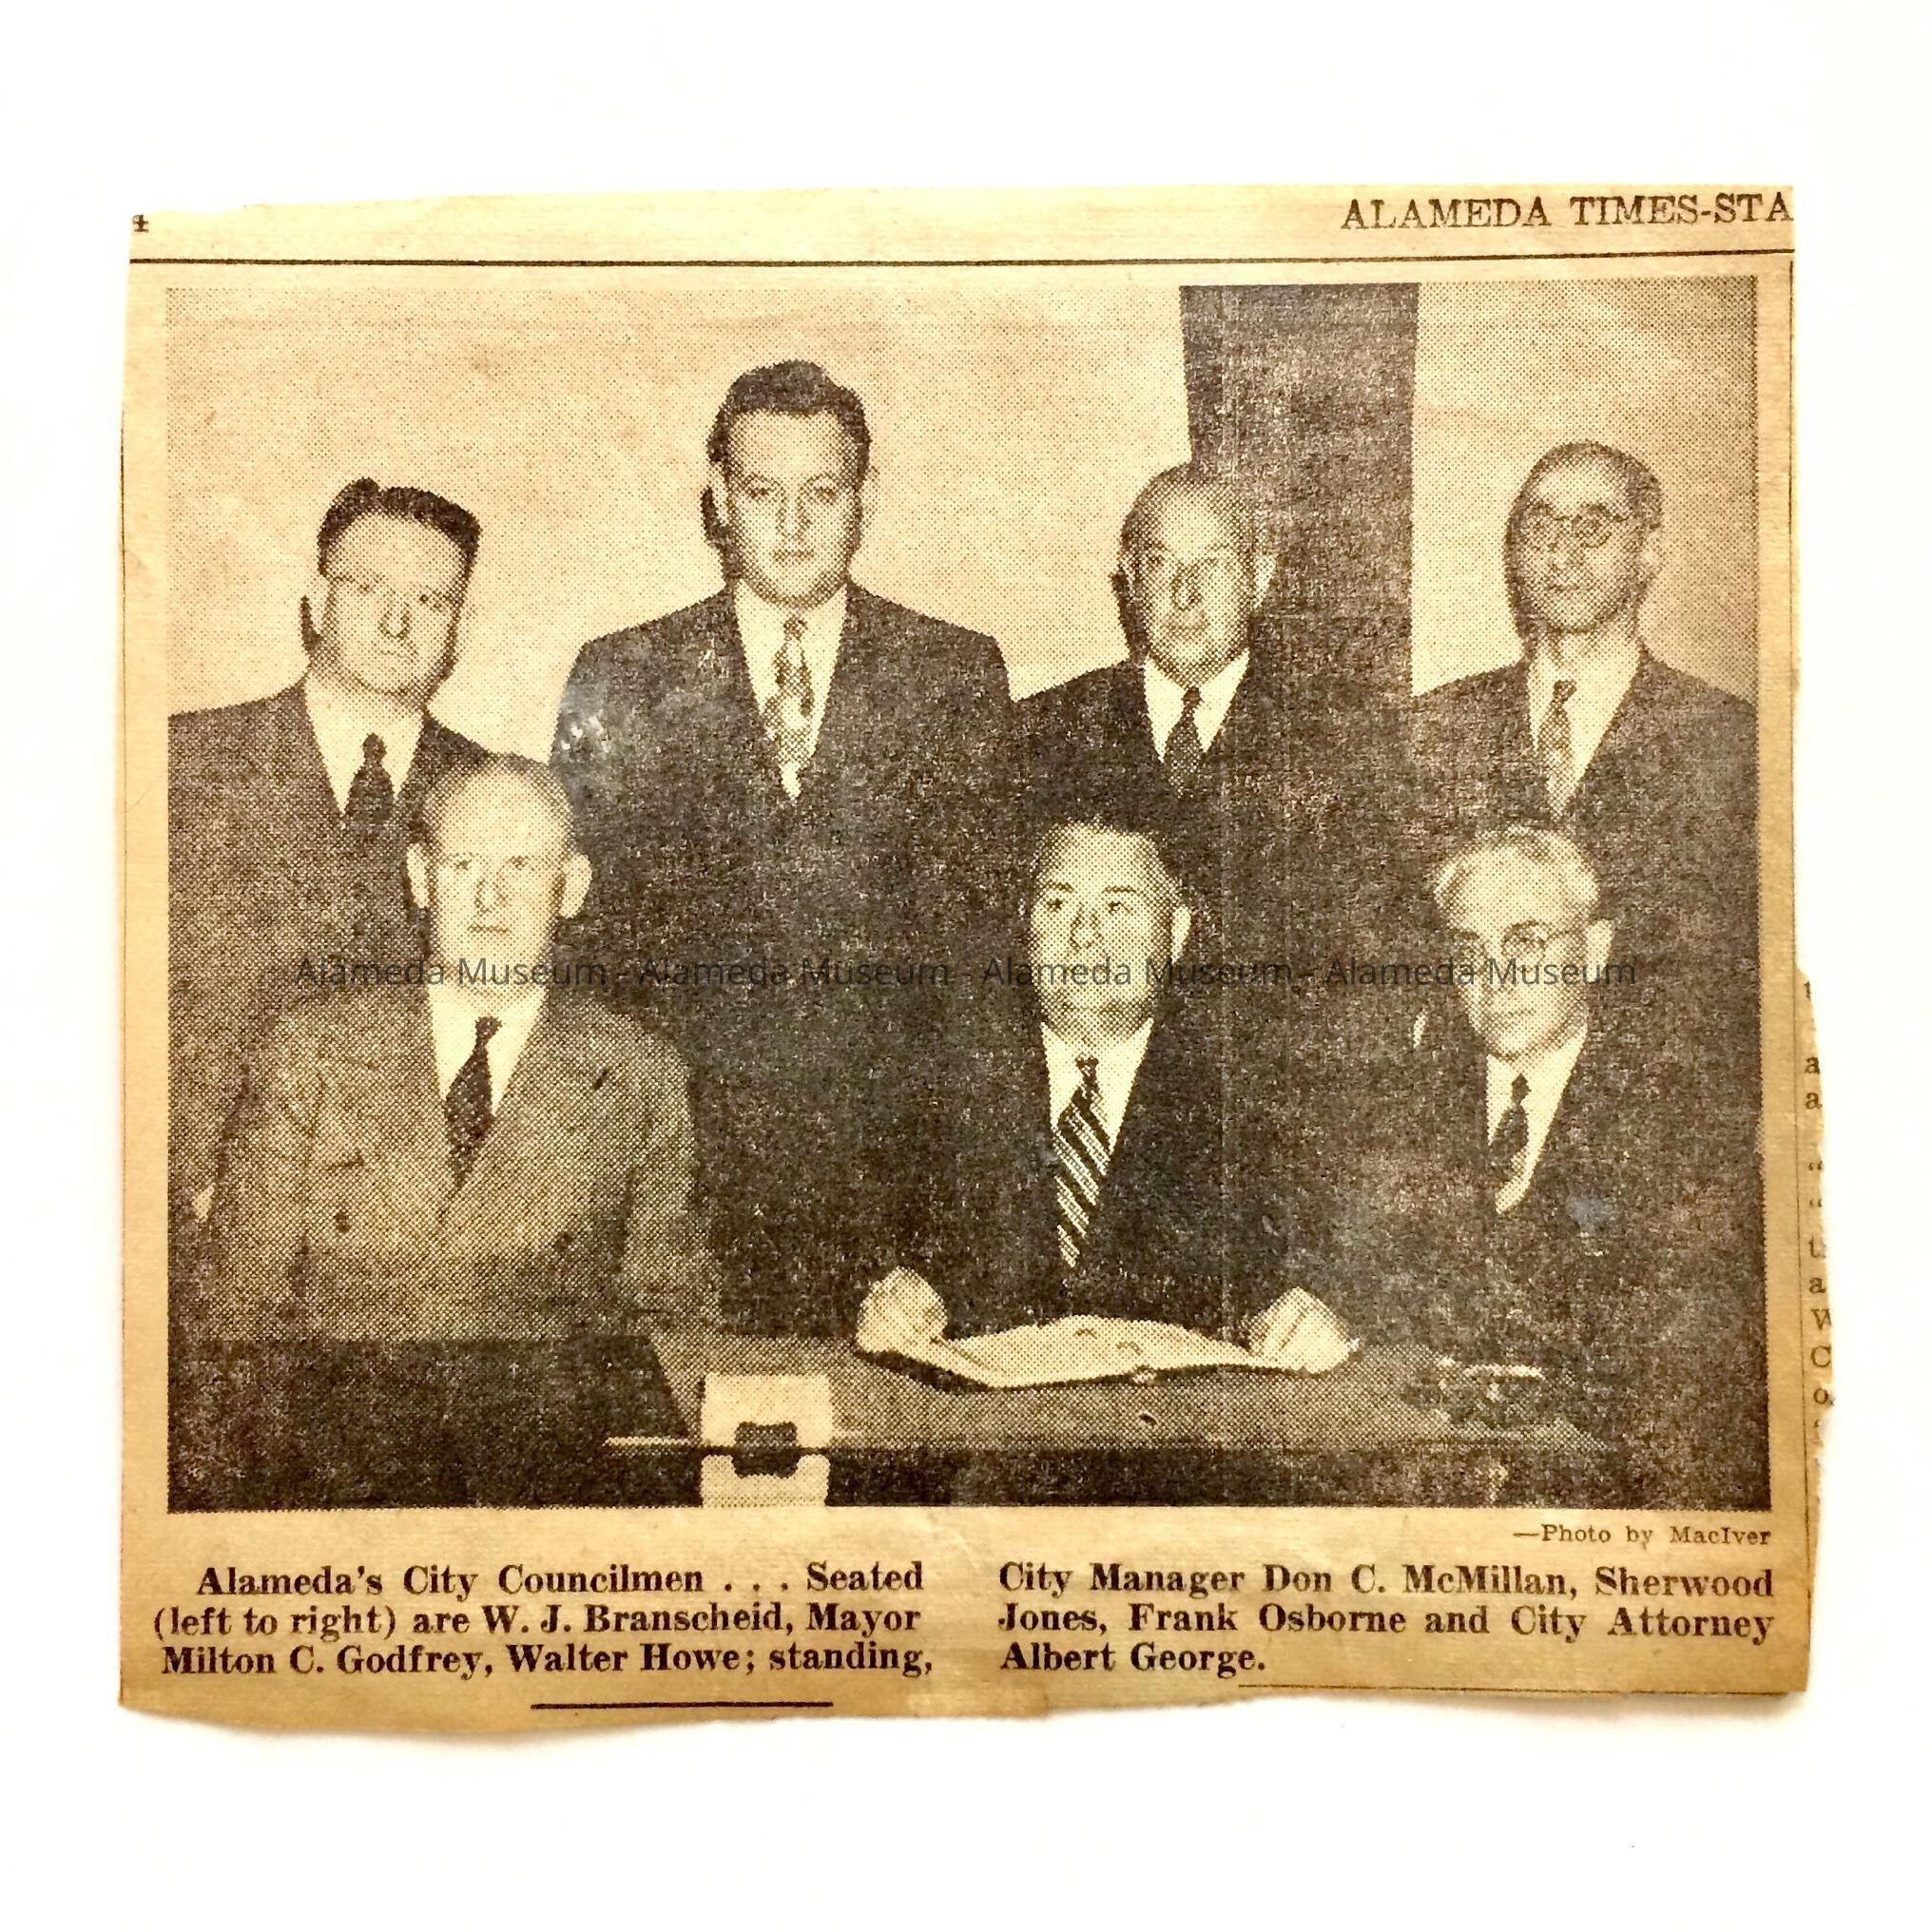 4
ALAMEDA TIMES-STA
Alameda Museum - Alameda Museum - Alameda Museum - Alameda Museum
—Photo by MacIver
Alameda's City Councilmen . . . Seated
(left to right) are W. J. Branscheid, Mayor
Milton C. Godfrey, Walter Howe; standing,
City Manager Don C. McMillan, Sherwood
Jones, Frank Osborne and City Attorney
Albert George.